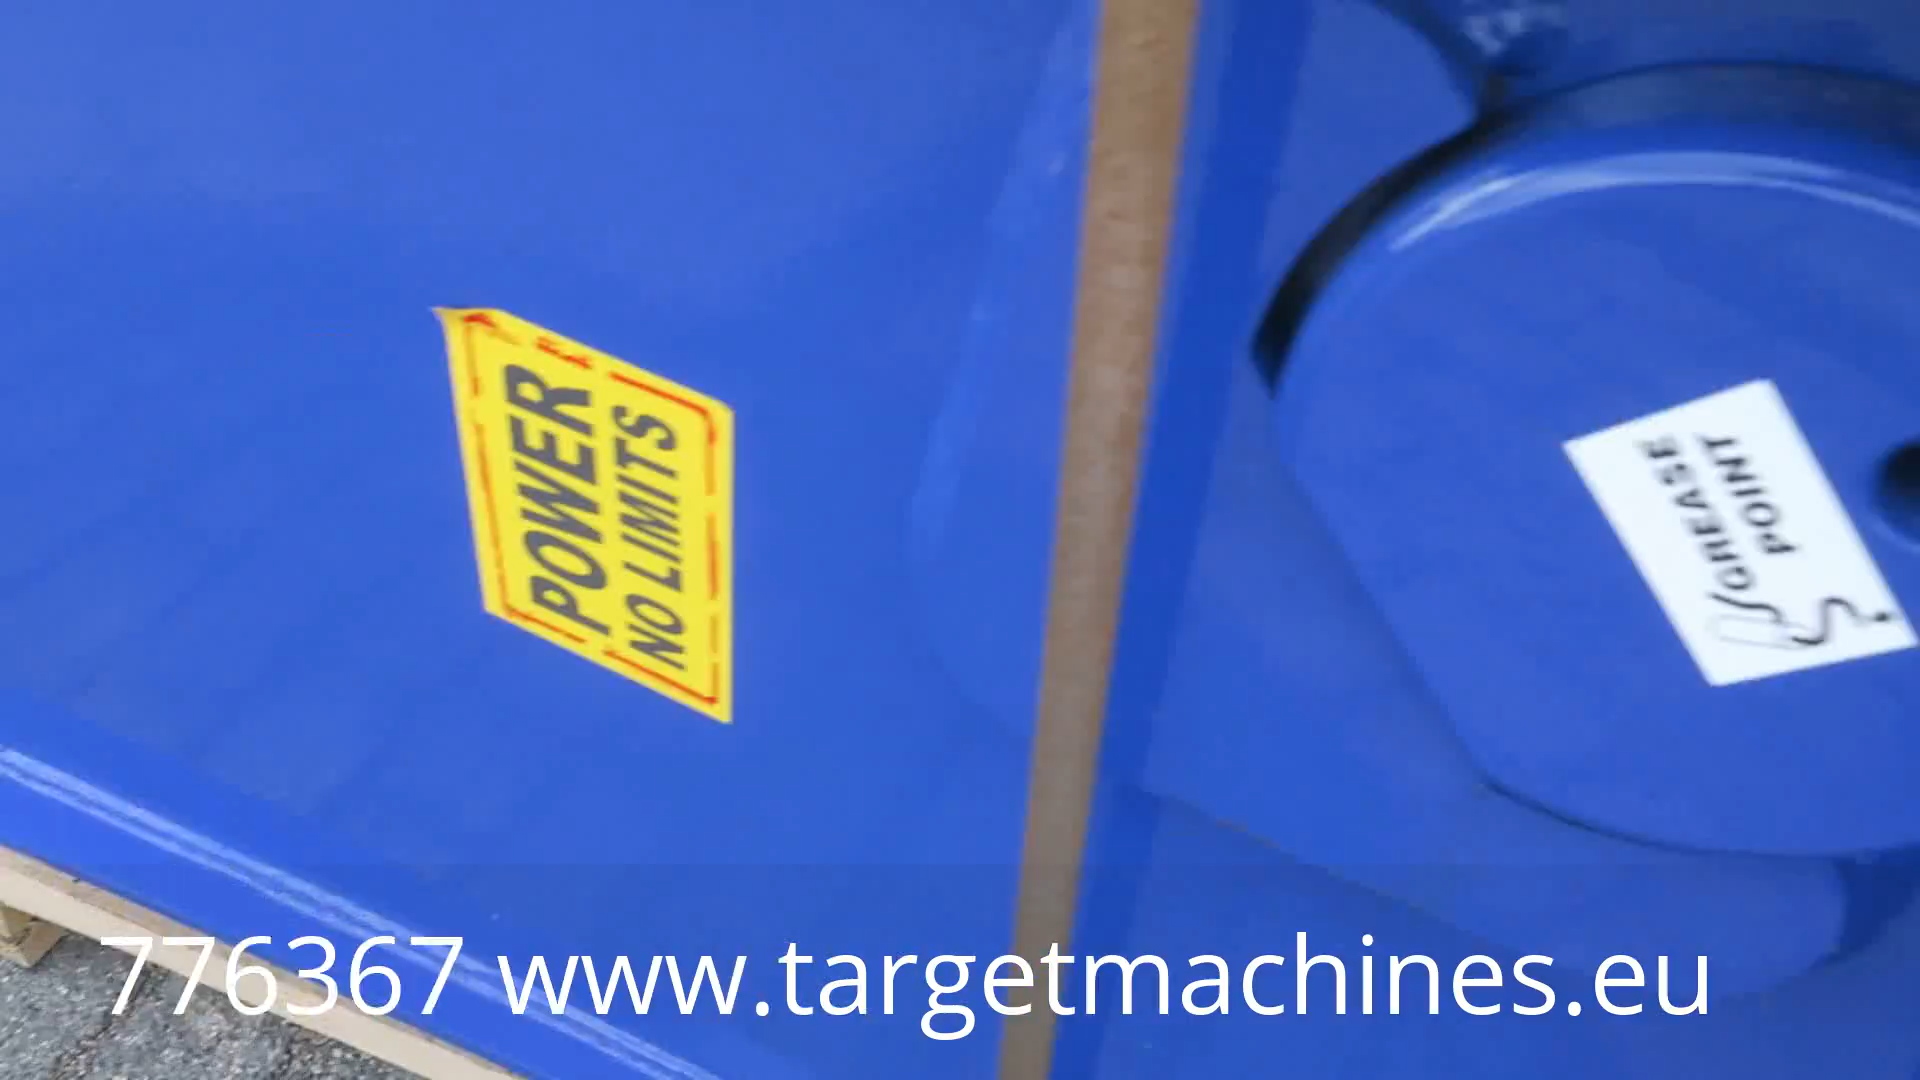 POWER
NO LIMITS
GREASE
POINT
776367 www.targetmachines.eu